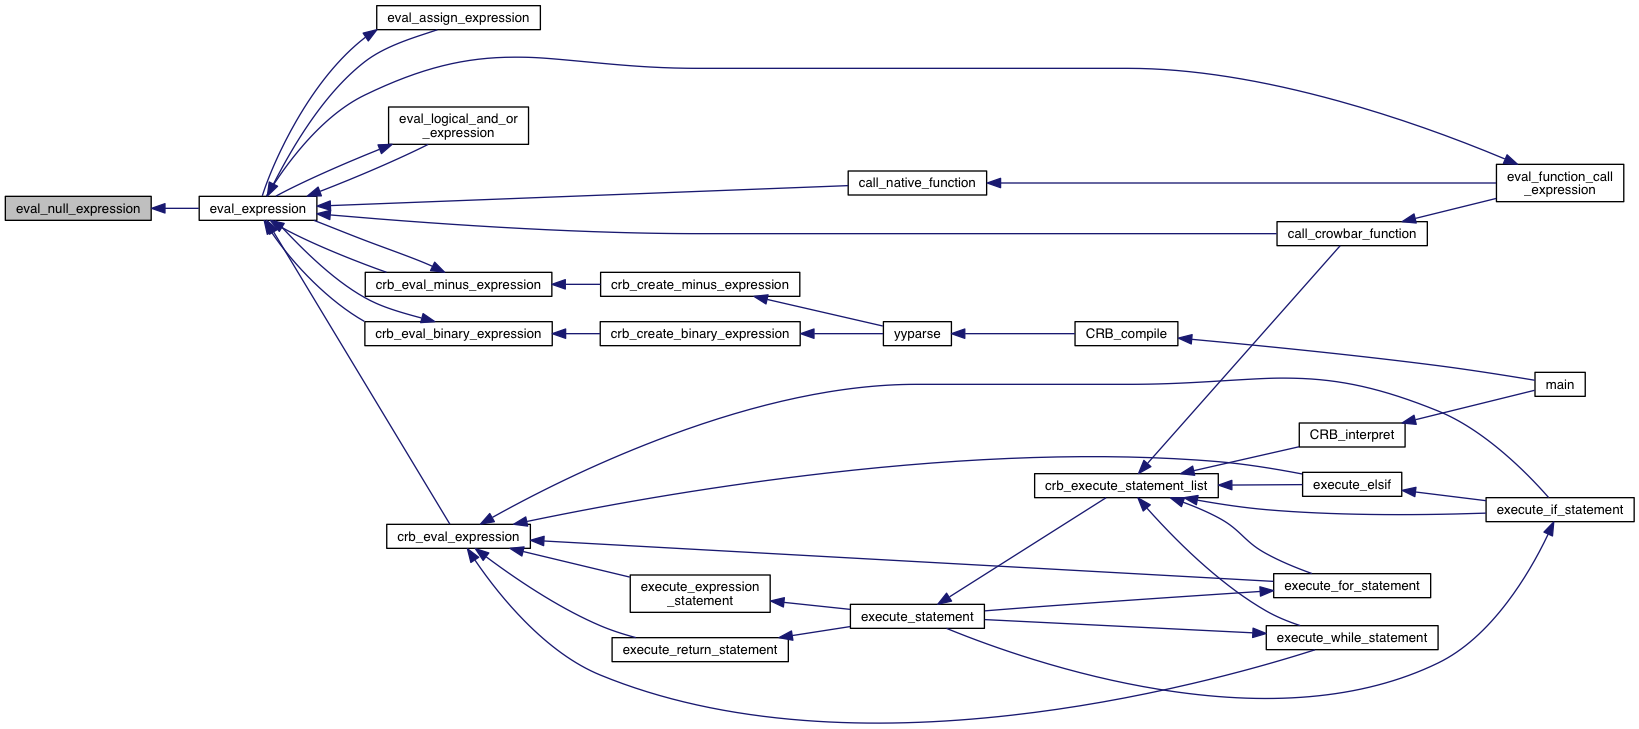 eval_assign_expression
eval_logical_and_or
_expression
eval_null_expression
eval_expression
call_native_function
eval_function_call
_expression
call_crowbar_function
crb_eval_minus_expression
crb_create_minus_expression
crb_eval_binary_expression
crb_create_binary_expression
yyparse
CRB_compile
main
CRB_interpret
crb_execute_statement_list
execute_elsif
execute_if_statement
crb_eval_expression
execute_expression
_statement
execute_for_statement
execute_statement
execute_while_statement
execute_return_statement